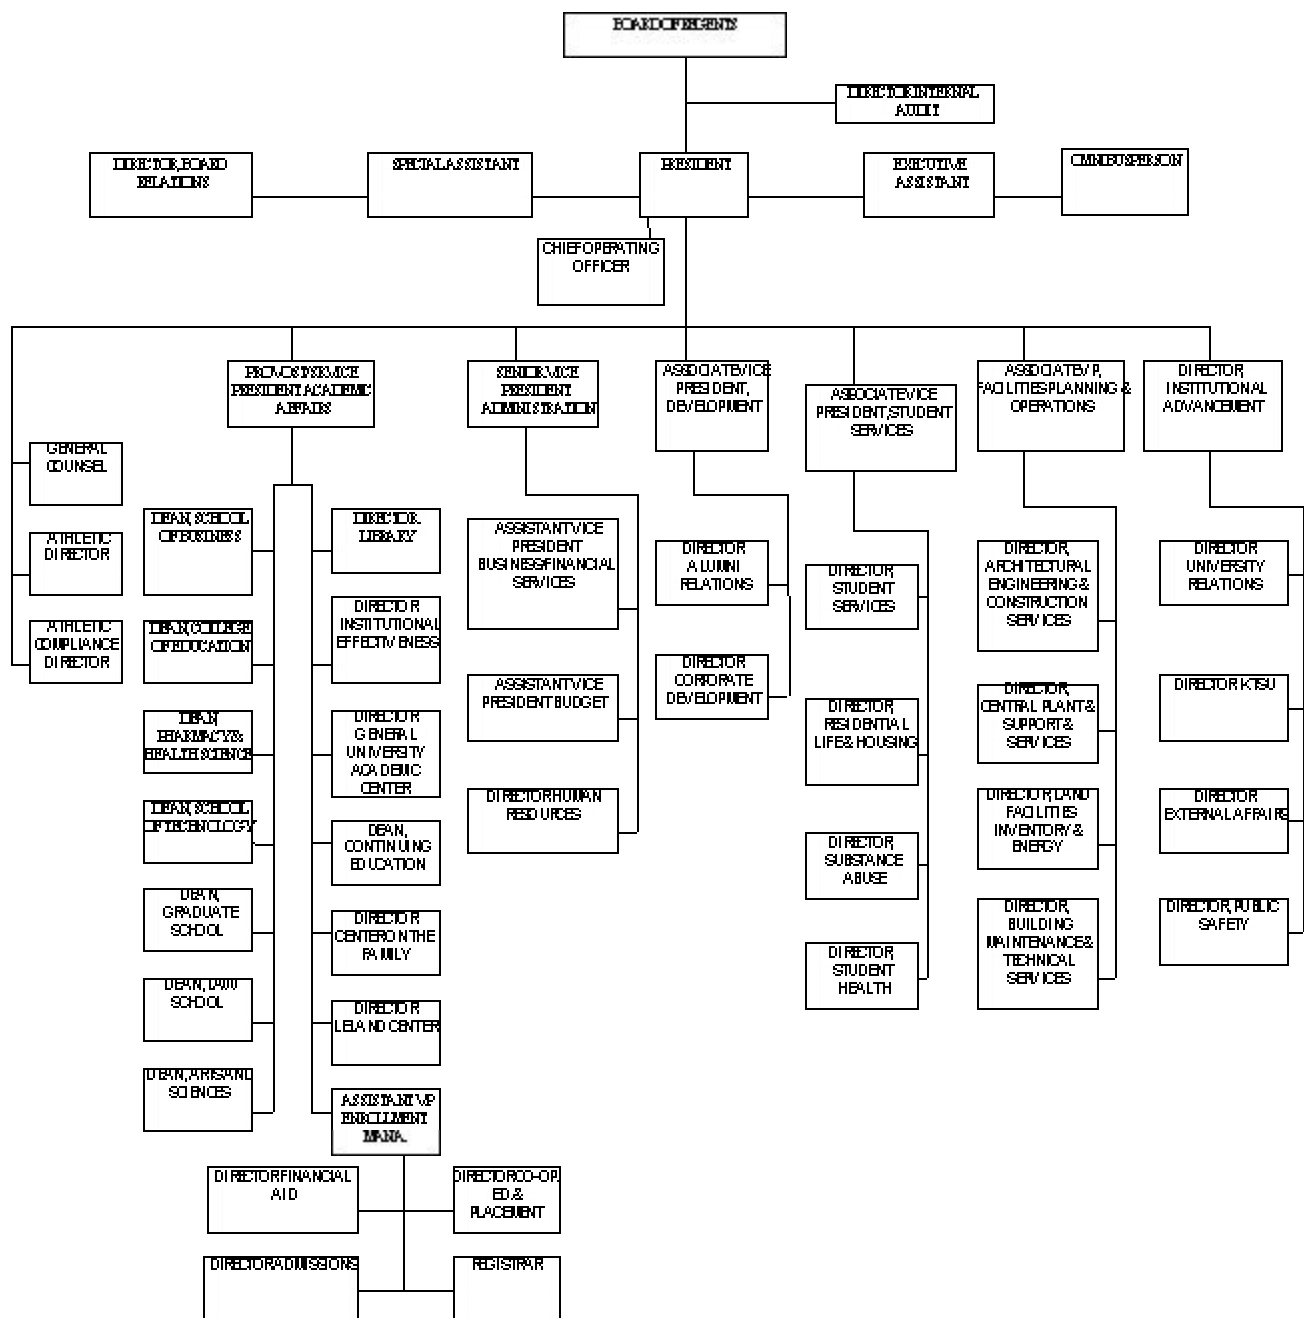 BOARD OF REGENTS
DIRECTOR INTERNAL
AUDIT
DIRECTOR, BOARD
RELATIONS
SPECIAL ASSISTANT
PRESIDENT
EXECUTIVE
ASSISTANT
OMNIBUSPERSON
CHIEF OPERATING
OFFICER
PROVOST SR VICE
PRESIDENT ACADEMIC
AFFAIRS
SENIOR VICE
PRESIDENT
ADMINISTRATION
ASSOCIATE VICE
PRESIDENT,
DEVELOPMENT
ASSOCIATE VICE
PRESIDENT, STUDENT
SERVICES
ASSOCIATE V P,
FACILITIES PLANNING &
OPERATIONS
DIRECTOR,
INSTITUTIONAL
ADVANCEMENT
GENERAL
COUNSEL
ATHLETIC
DIRECTOR
ATHLETIC
COMPLIANCE
DIRECTOR
DEAN, SCHOOL
OF BUSINESS
DEAN, COLLEGE
OF EDUCATION
DEAN,
PHARMACY &
HEALTH SCIENCE
DEAN, SCHOOL
OF TECHNOLOGY
DEAN,
GRADUATE
SCHOOL
DEAN, LAW
SCHOOL
DEAN, ARTS AND
SCIENCES
DIRECTOR
LIBRARY
DIRECTOR
INSTITUTIONAL
EFFECTIVENESS
DIRECTOR
GENERAL
UNIVERSITY
ACADEMIC
CENTER
DEAN,
CONTINUING
EDUCATION
DIRECTOR
CENTER ON THE
FAMILY
DIRECTOR
LELAND CENTER
ASSISTANT VP
ENROLLMENT
MANA.
DIRECTOR FINANCIAL
AID
DIRECTOR CO-OP,
ED. &
PLACEMENT
DIRECTOR ADMISSIONS
REGISTRAR
ASSISTANT VICE
PRESIDENT
BUSINESS/FINANCIAL
SERVICES
ASSISTANT VICE
PRESIDENT BUDGET
DIRECTOR HUMAN
RESOURCES
DIRECTOR
ALUMNI
RELATIONS
DIRECTOR
CORPORATE
DEVELOPMENT
DIRECTOR,
STUDENT
SERVICES
DIRECTOR,
RESIDENTIAL
LIFE & HOUSING
DIRECTOR,
SUBSTANCE
ABUSE
DIRECTOR,
STUDENT
HEALTH
DIRECTOR,
ARCHITECTURAL
ENGINEERING &
CONSTRUCTION
SERVICES
DIRECTOR,
CENTRAL PLANT &
SUPPORT &
SERVICES
DIRECTOR, LAND
FACILITIES
INVENTORY &
ENERGY
DIRECTOR,
BUILDING
MAINTENANCE &
TECHNICAL
SERVICES
DIRECTOR
UNIVERSITY
RELATIONS
DIRECTOR KTSU
DIRECTOR
EXTERNAL AFFAIRS
DIRECTOR, PUBLIC
SAFETY